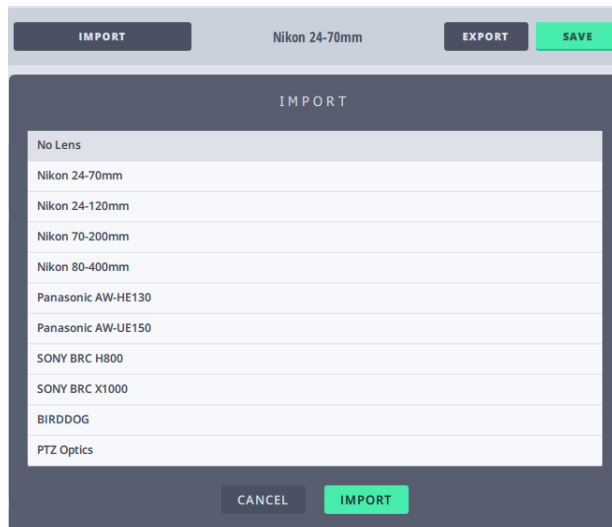 IMPORT Nikon 24-70mm EXPORT SAVE
IMPORT
No Lens
Nikon 24-70mm
Nikon 24-120mm
Nikon 70-200mm
Nikon 80-400mm
Panasonic AW-HE130
Panasonic AW-UE150
SONY BRC H800
SONY BRC X1000
BIRDDOG
PTZ Optics
CANCEL IMPORT